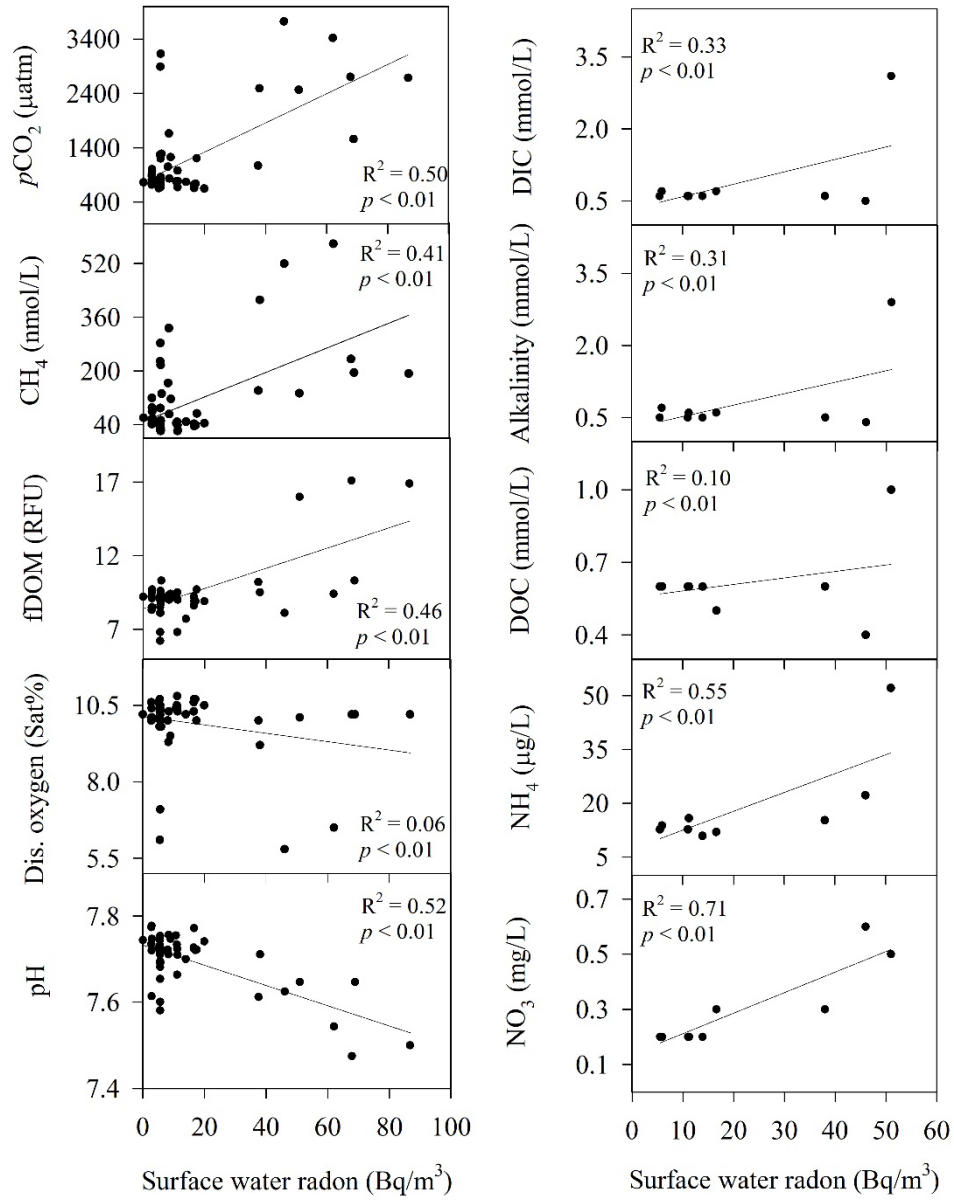 pCO2 (µatm)
3400
2400
1400
400
R2 = 0.50
p < 0.01
CH4 (nmol/L)
520
360
200
40
R2 = 0.41
p < 0.01
fDOM (RFU)
17
12
7
R2 = 0.46
p < 0.01
Dis. oxygen (Sat%)
10.5
8.0
5.5
R2 = 0.06
p < 0.01
pH
7.8
7.6
7.4
R2 = 0.52
p < 0.01
0 20 40 60 80 100
Surface water radon (Bq/m3)
DIC (mmol/L)
3.5
2.0
0.5
R2 = 0.33
p < 0.01
Alkalinity (mmol/L)
3.5
2.0
0.5
R2 = 0.31
p < 0.01
DOC (mmol/L)
1.0
0.7
0.4
R2 = 0.10
p < 0.01
NH4 (µg/L)
50
35
20
5
R2 = 0.55
p < 0.01
NO3 (mg/L)
0.7
0.5
0.3
0.1
R2 = 0.71
p < 0.01
0 10 20 30 40 50 60
Surface water radon (Bq/m3)